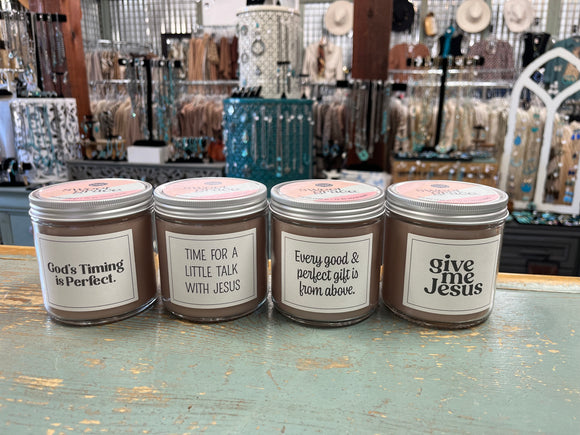 God's Timing
is Perfect.
TIME FOR A
LITTLE TALK
WITH JESUS
Every good &
perfect gift is
from above.
give
me
Jesus